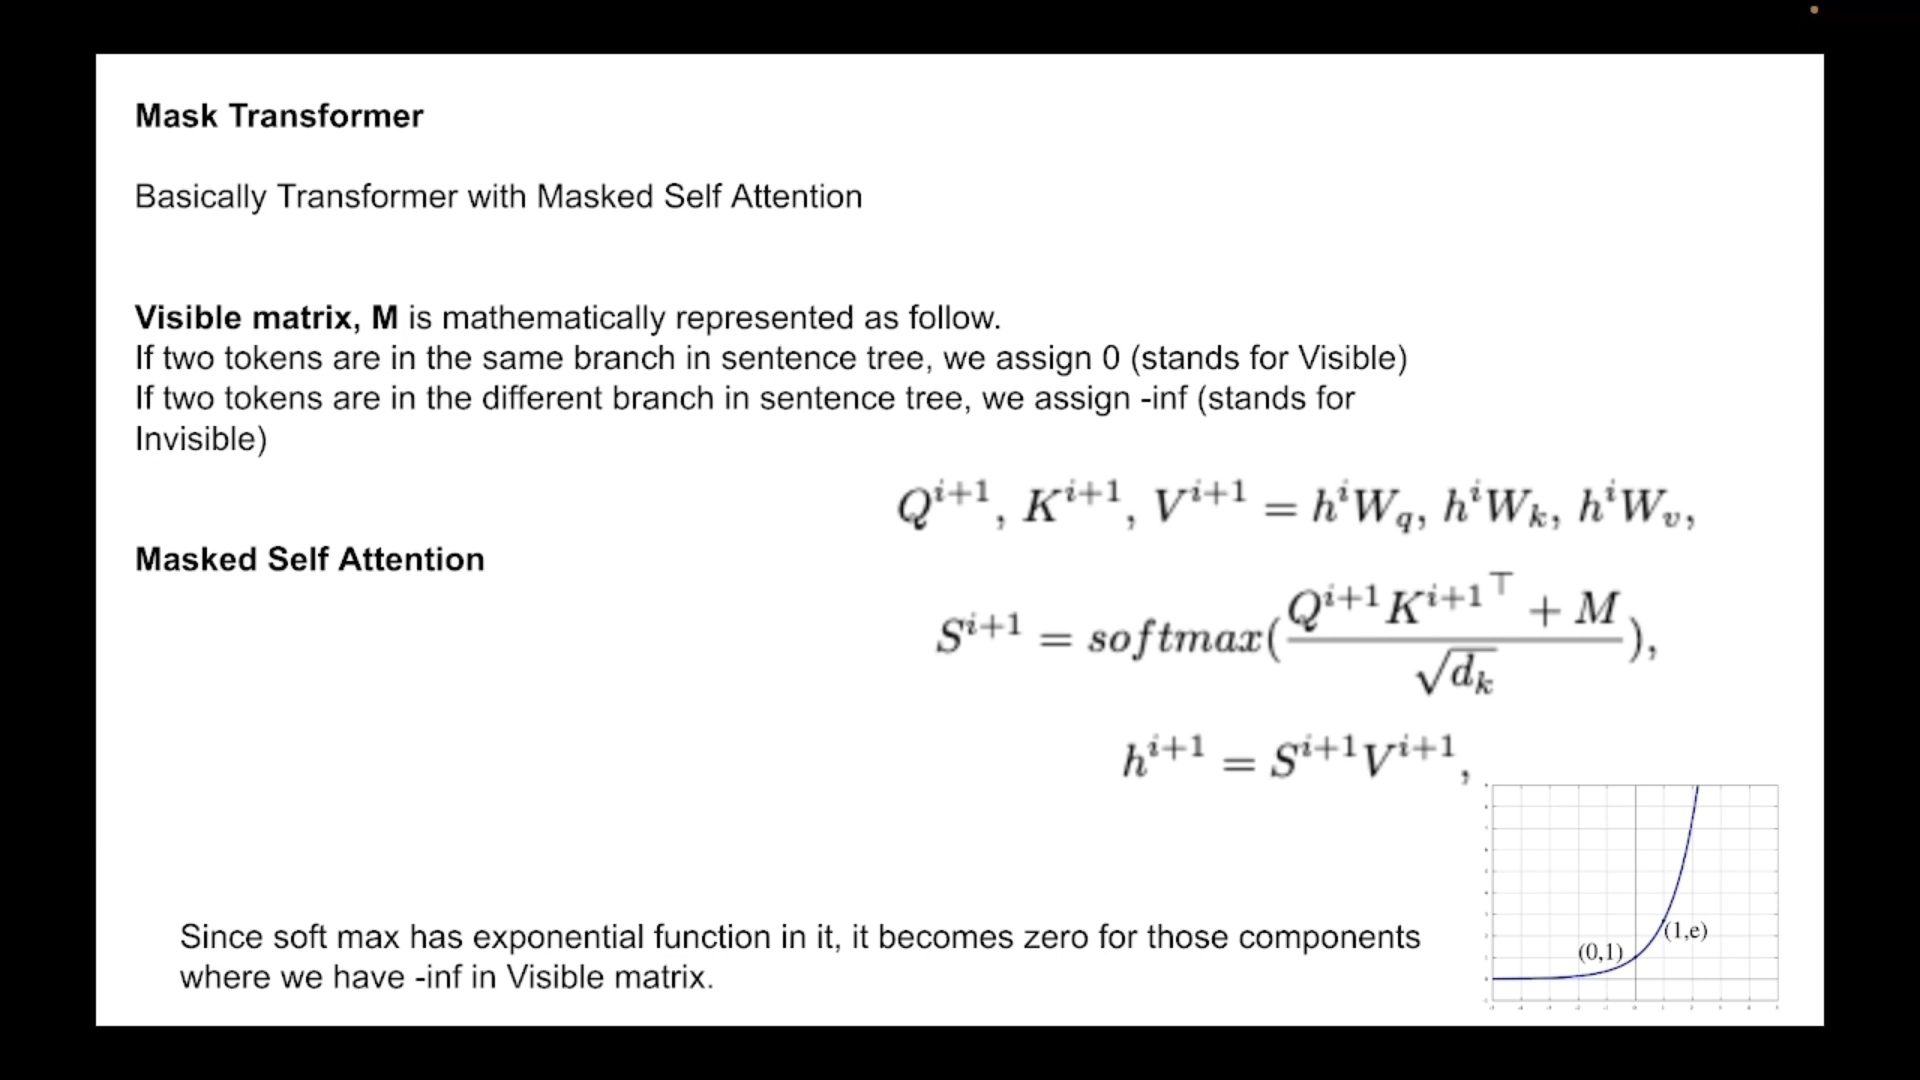 Mask Transformer
Basically Transformer with Masked Self Attention
Visible matrix, M is mathematically represented as follow.
If two tokens are in the same branch in sentence tree, we assign 0 (stands for Visible)
If two tokens are in the different branch in sentence tree, we assign -inf (stands for
Invisible)
Q^{i+1}, K^{i+1}, V^{i+1} = h^i W_q, h^i W_k, h^i W_v,
Masked Self Attention
S^{i+1} = softmax(\frac{Q^{i+1} K^{i+1}^⊤ + M}{\sqrt{d_k}}),
h^{i+1} = S^{i+1} V^{i+1},
(1,e)
(0,1)
Since soft max has exponential function in it, it becomes zero for those components
where we have -inf in Visible matrix.